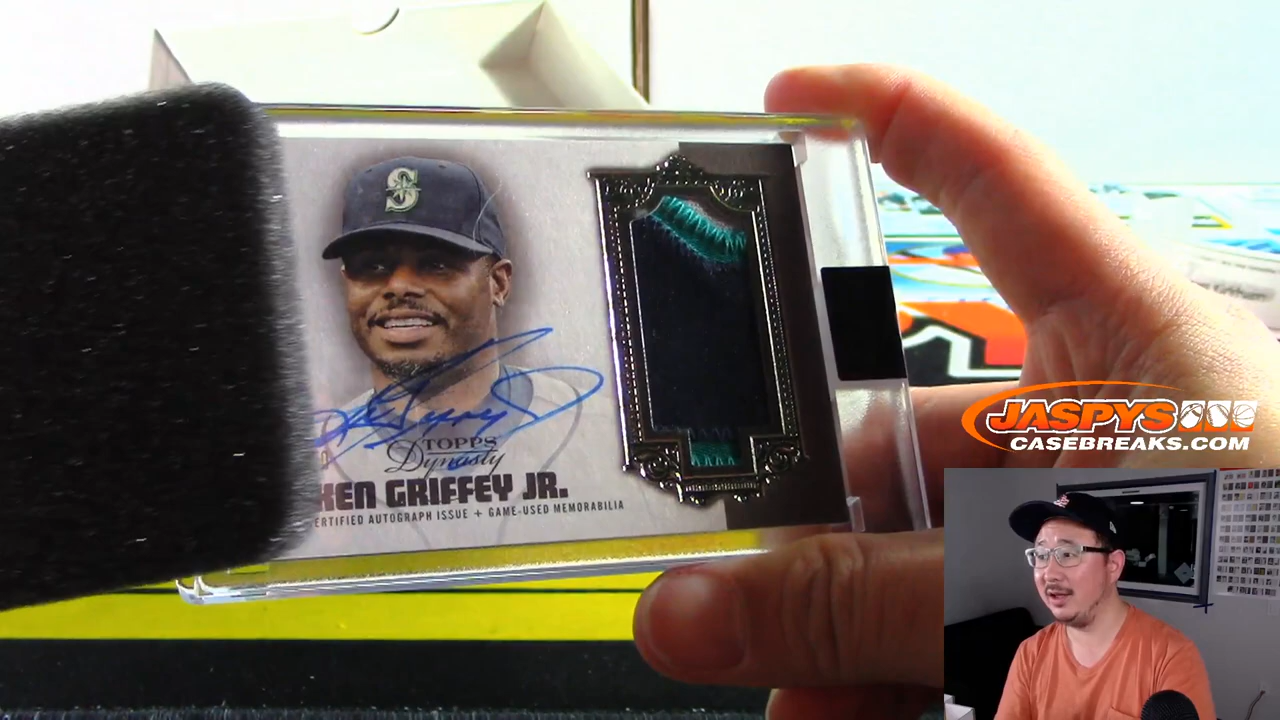 S
TOPPS
Dynasty
KEN GRIFFEY JR.
ERTIFIED AUTOGRAPH ISSUE + GAME-USED MEMORABILIA
JASPYS
CASEBREAKS.COM